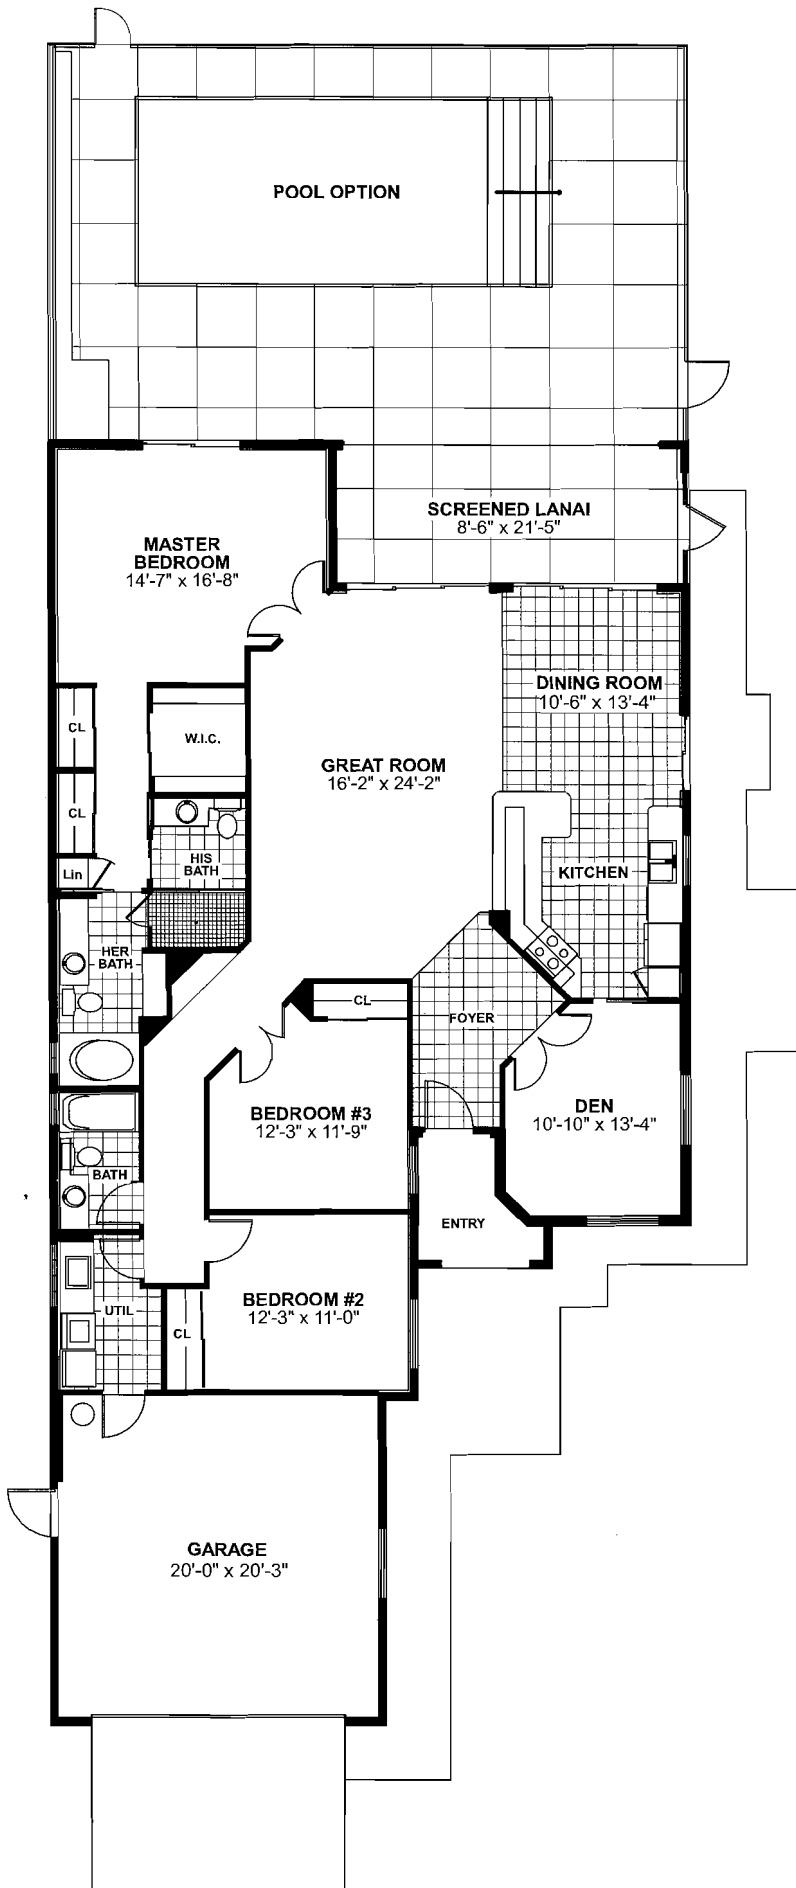 POOL OPTION
SCREENED LANAI
8'-6" x 21'-5"
MASTER
BEDROOM
14'-7" x 16'-8"
DINING ROOM
10'-6" x 13'-4"
CL
W.I.C.
GREAT ROOM
16'-2" x 24'-2"
CL
HIS
BATH
KITCHEN
Lin
HER
BATH
CL
FOYER
BEDROOM #3
12'-3" x 11'-9"
DEN
10'-10" x 13'-4"
BATH
ENTRY
BEDROOM #2
12'-3" x 11'-0"
UTIL
CL
GARAGE
20'-0" x 20'-3"